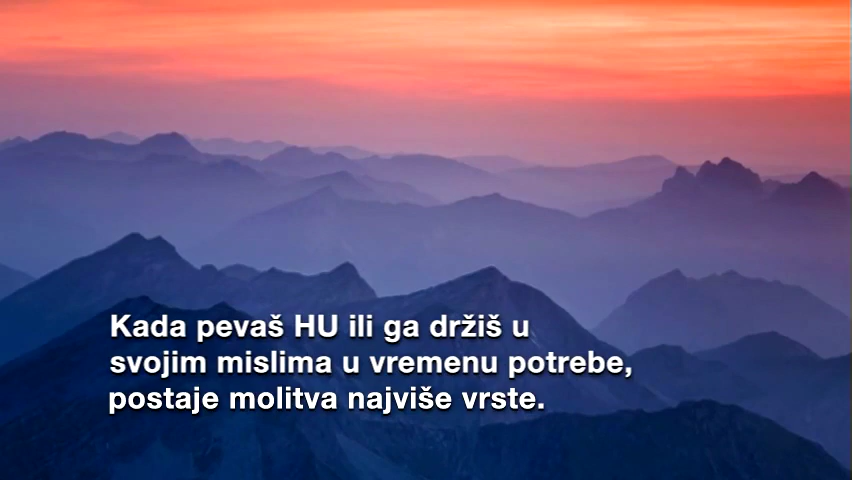 Kada pevaš HU ili ga držiš u
svojim mislima u vremenu potrebe,
postaje molitva najviše vrste.